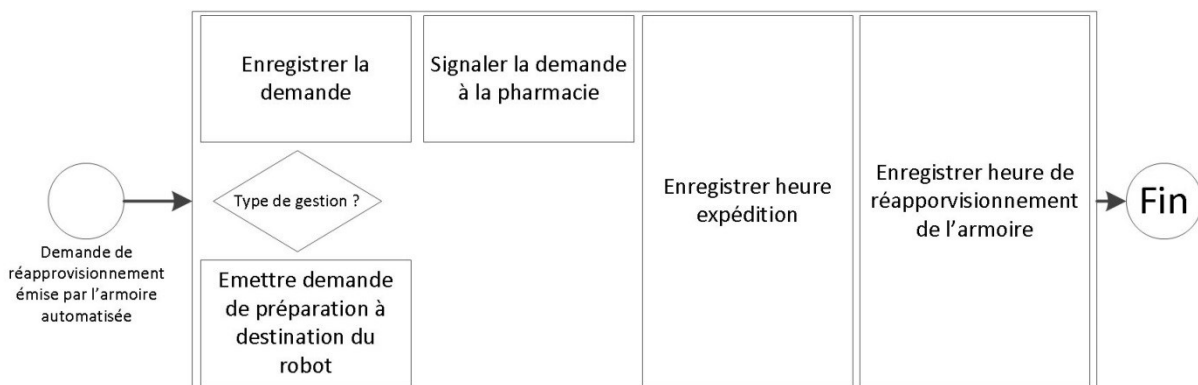 Demande de
réapprovisionnement
émise par l’armoire
automatisée
Enregistrer la
demande
Type de gestion ?
Emettre demande
de préparation à
destination du
robot
Signaler la demande
à la pharmacie
Enregistrer heure
expédition
Enregistrer heure de
réapporvisionnement
de l’armoire
Fin